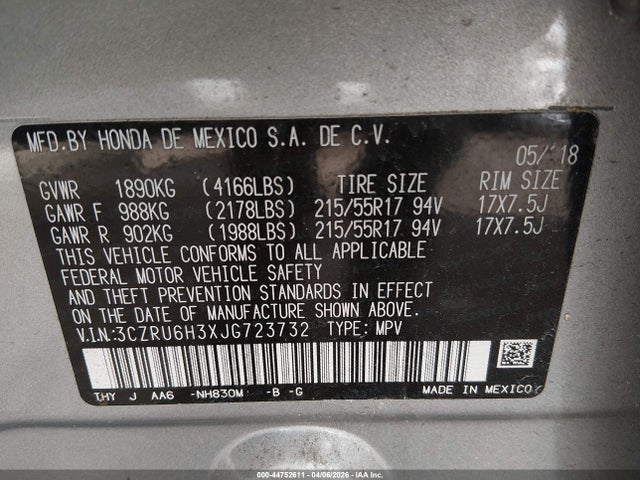 MFD.BY HONDA DE MEXICO S.A. DE C.V.
05/'18
GVWR 1890KG (4166LBS) TIRE SIZE RIM SIZE
GAWR F 988KG (2178LBS) 215/55R17 94V 17X7.5J
GAWR R 902KG (1988LBS) 215/55R17 94V 17X7.5J
THIS VEHICLE CONFORMS TO ALL APPLICABLE
FEDERAL MOTOR VEHICLE SAFETY
AND THEFT PREVENTION STANDARDS IN EFFECT
ON THE DATE OF MANUFACTURE SHOWN ABOVE.
V.I.N.:3CZRU6H3XJG723732 TYPE: MPV
THY J AA6 -NH830M -B -G MADE IN MEXICO
000-44752611 - 04/06/2026 - IAAI Inc.